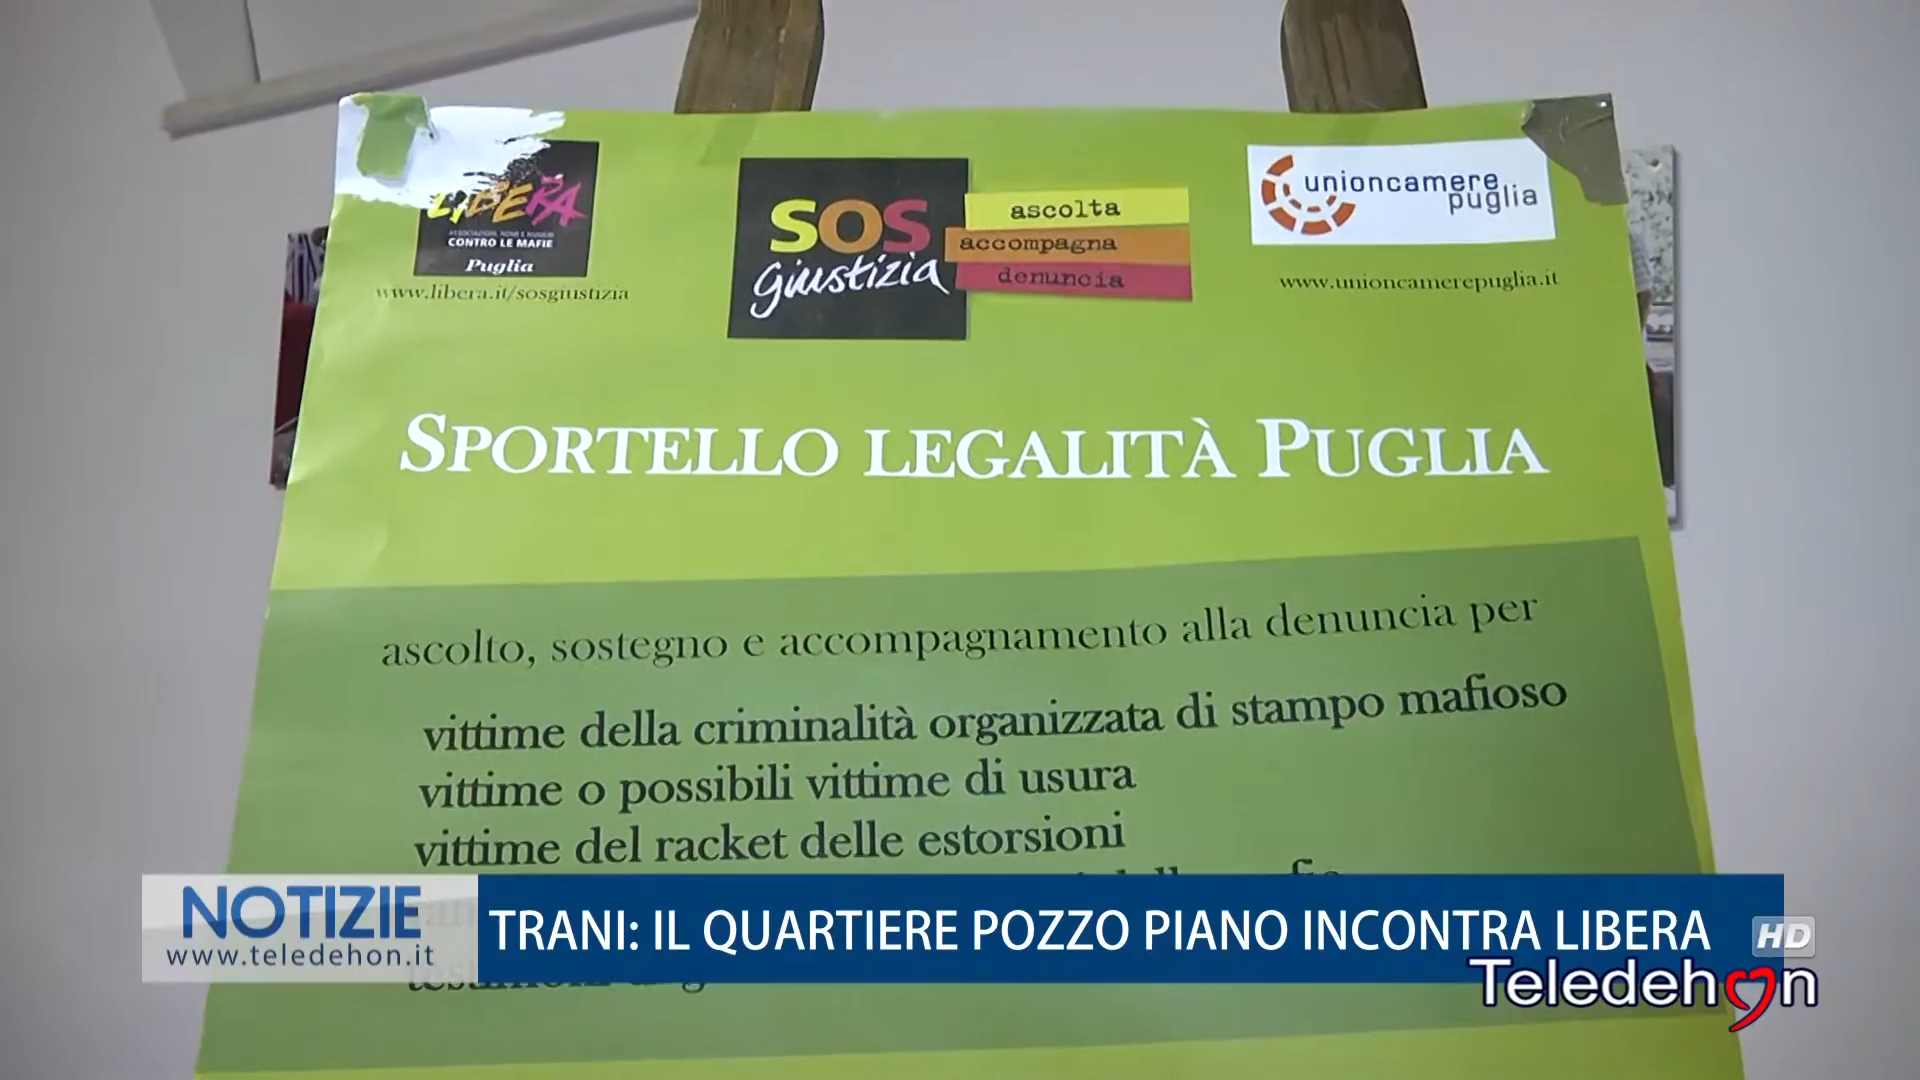 LIBERA
ASSOCIAZIONI, NOMI E NUMERI
CONTRO LE MAFIE
Puglia
www.libera.it/sosgiustizia
SOS
giustizia
ascolta
accompagna
denuncia
unioncamere
puglia
www.unioncamerepuglia.it
SPORTELLO LEGALITÀ PUGLIA
ascolto, sostegno e accompagnamento alla denuncia per
vittime della criminalità organizzata di stampo mafioso
vittime o possibili vittime di usura
vittime del racket delle estorsioni
NOTIZIE
www.teledehon.it
TRANI: IL QUARTIERE POZZO PIANO INCONTRA LIBERA
HD
Teledehon